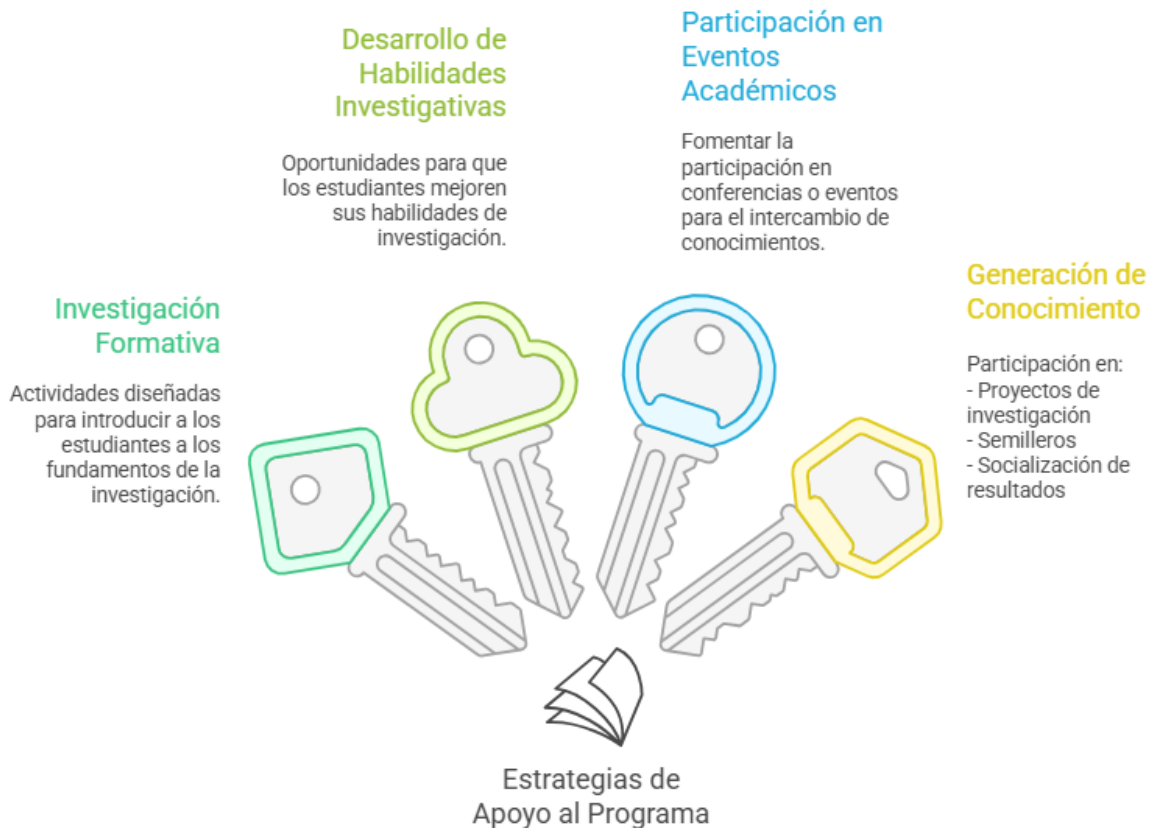 Desarrollo de
Habilidades
Investigativas
Oportunidades para que
los estudiantes mejoren
sus habilidades de
investigación.
Participación en
Eventos
Académicos
Fomentar la
participación en
conferencias o eventos
para el intercambio de
conocimientos.
Investigación
Formativa
Actividades diseñadas
para introducir a los
estudiantes a los
fundamentos de la
investigación.
Generación de
Conocimiento
Participación en:
- Proyectos de
investigación
- Semilleros
- Socialización de
resultados
Estrategias de
Apoyo al Programa